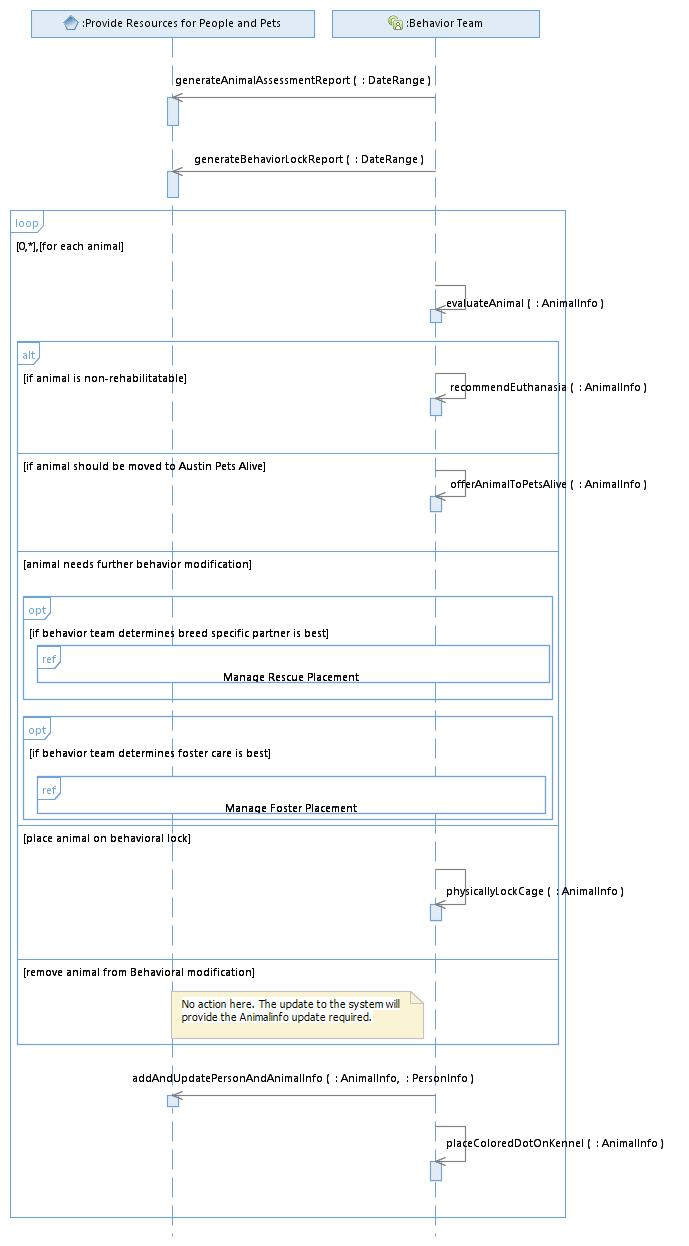 :Provide Resources for People and Pets
:Behavior Team
generateAnimalAssessmentReport ( : DateRange )
generateBehaviorLockReport ( : DateRange )
loop
[0,*],[for each animal]
evaluateAnimal ( : AnimalInfo )
alt
[if animal is non-rehabilitatable]
recommendEuthanasia ( : AnimalInfo )
[if animal should be moved to Austin Pets Alive]
offerAnimalToPetsAlive ( : AnimalInfo )
[animal needs further behavior modification]
opt
[if behavior team determines breed specific partner is best]
ref
Manage Rescue Placement
opt
[if behavior team determines foster care is best]
ref
Manage Foster Placement
[place animal on behavioral lock]
physicallyLockCage ( : AnimalInfo )
[remove animal from Behavioral modification]
No action here. The update to the system will
provide the Animalinfo update required.
addAndUpdatePersonAndAnimalInfo ( : AnimalInfo, : PersonInfo )
placeColoredDotOnKennel ( : AnimalInfo )